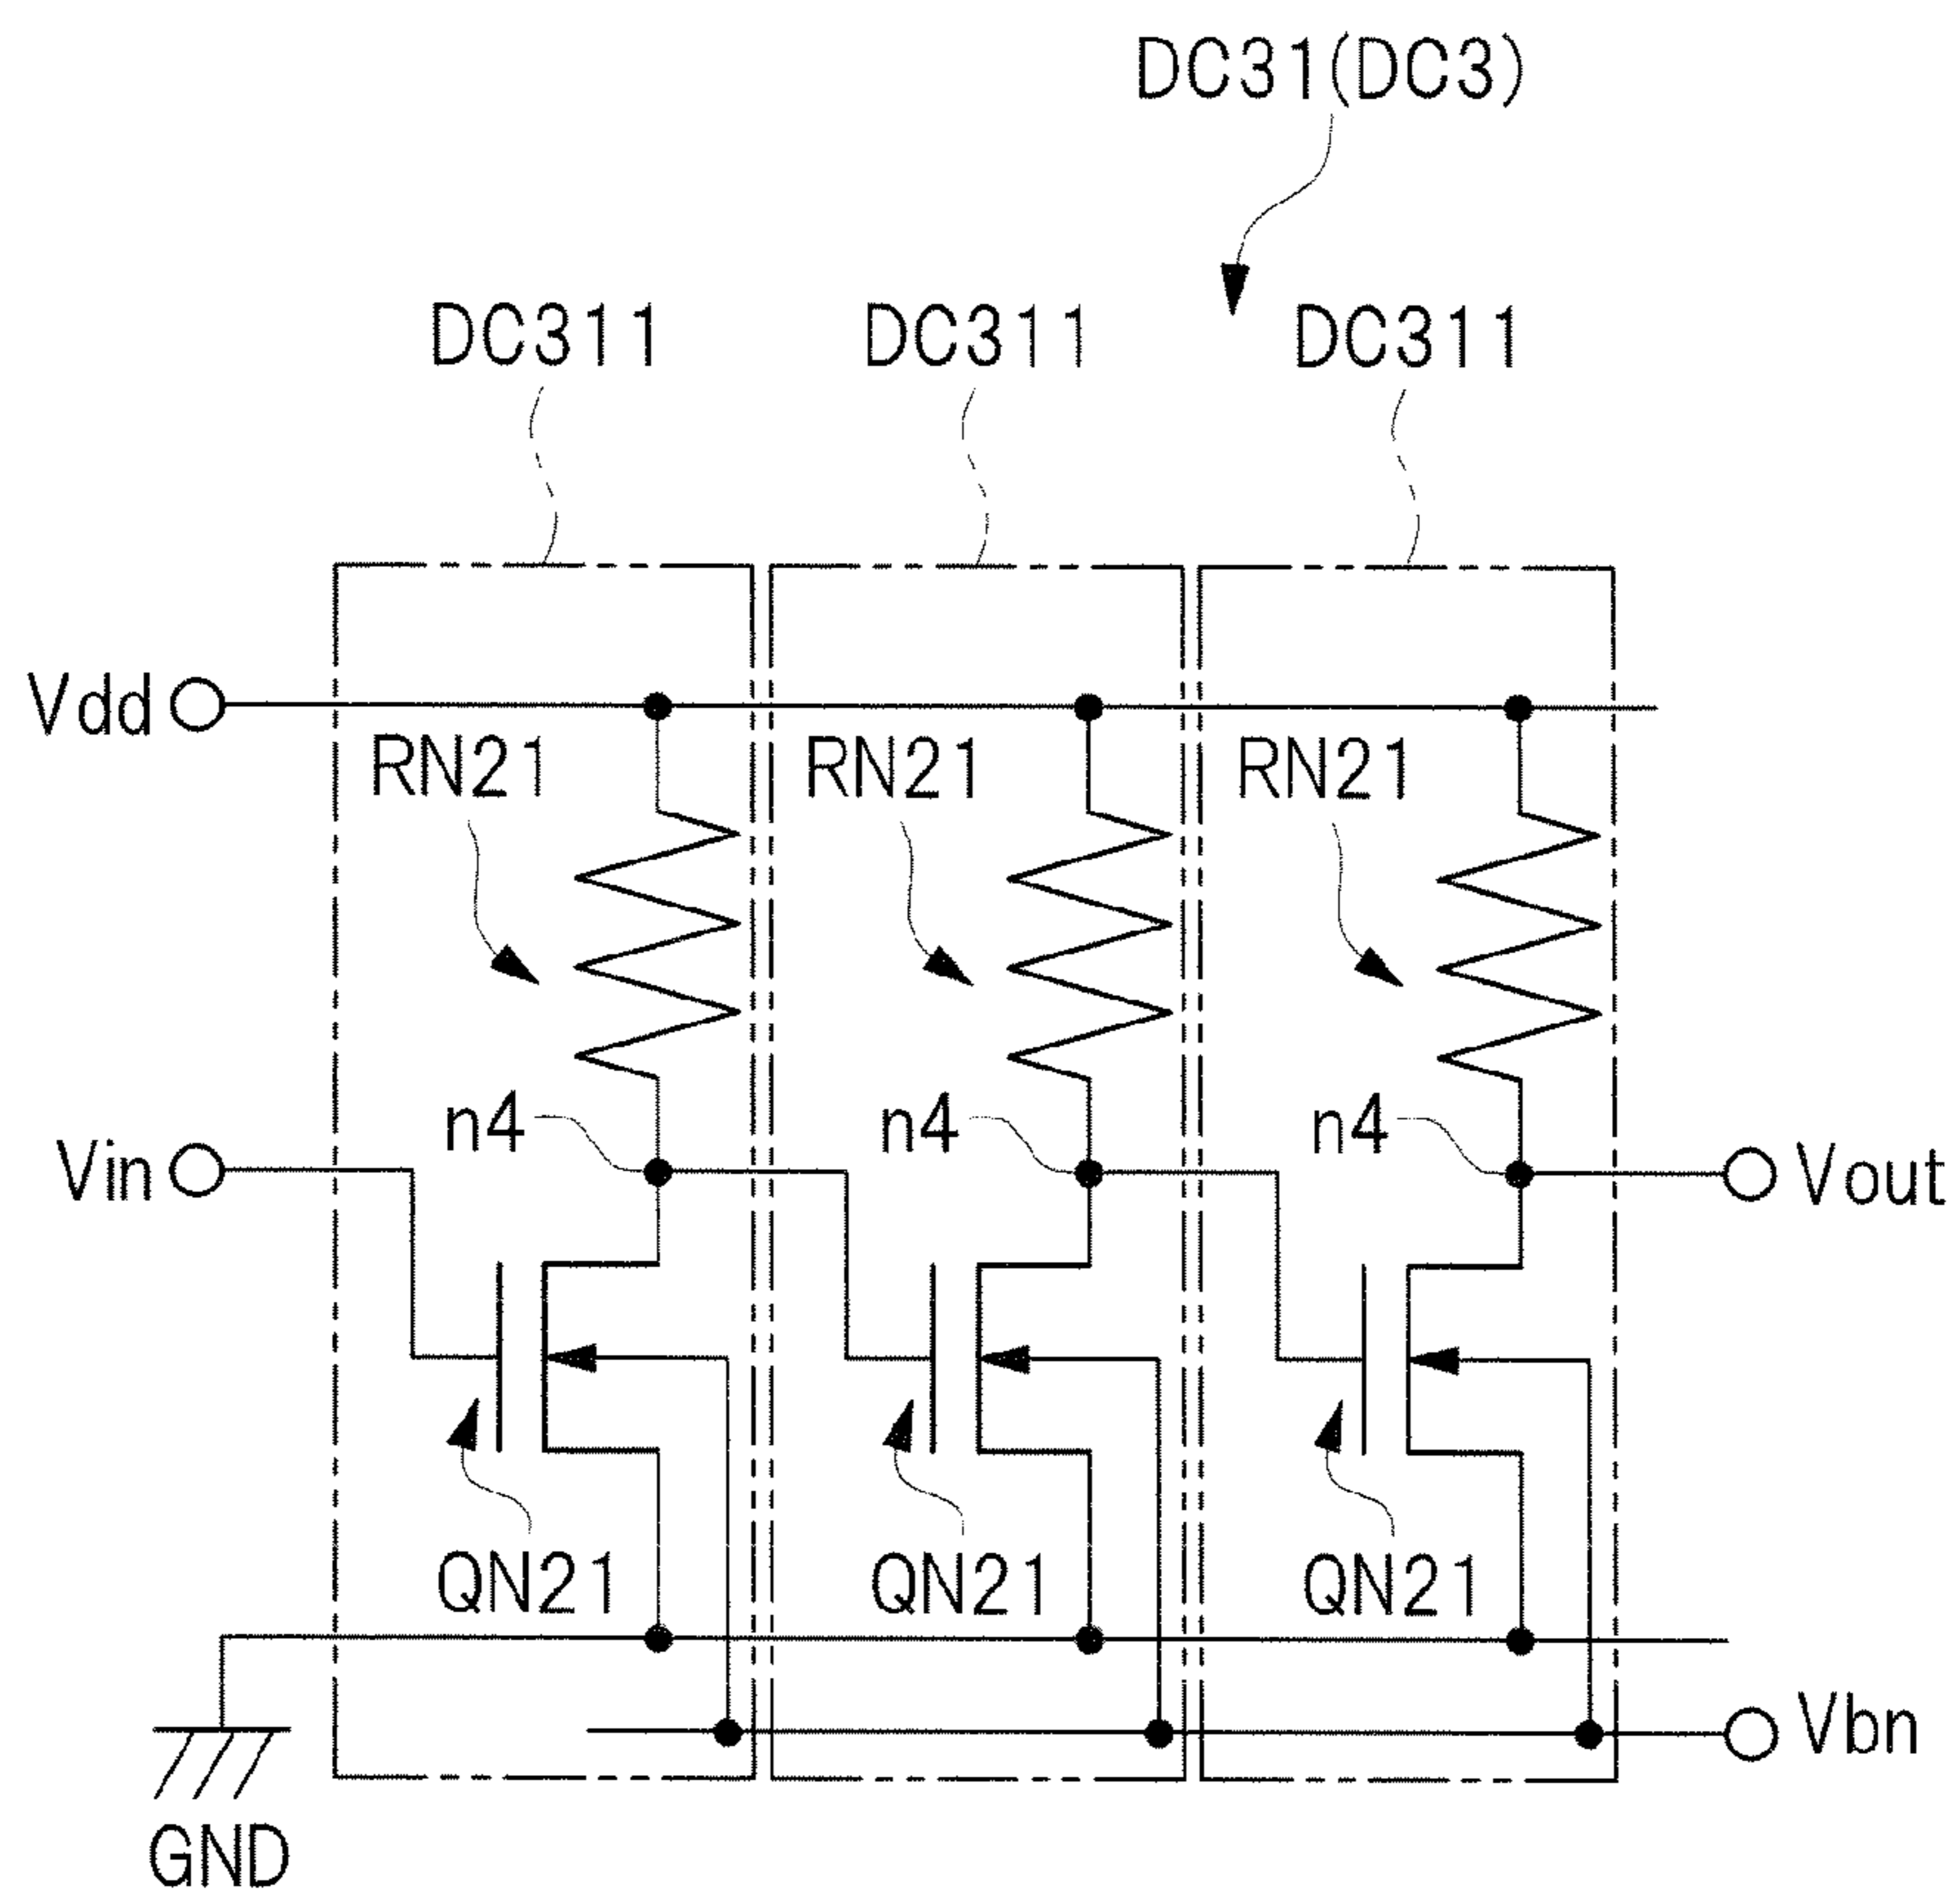 DC31(DC3)
DC311 DC311 DC311
Vdd
RN21 RN21 RN21
n4 n4 n4
Vin Vout
QN21 QN21 QN21
Vbn
GND